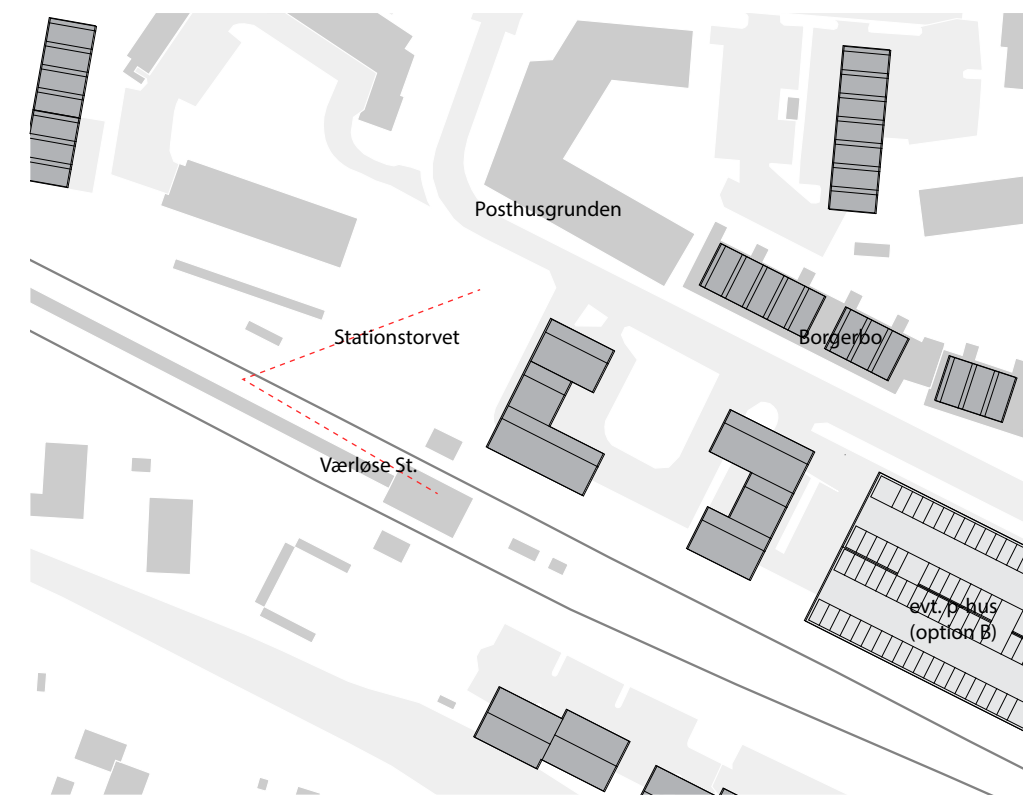 Posthusgrunden
Stationstorvet
Borgerbo
Værløse St.
evt. p-hus
(option B)